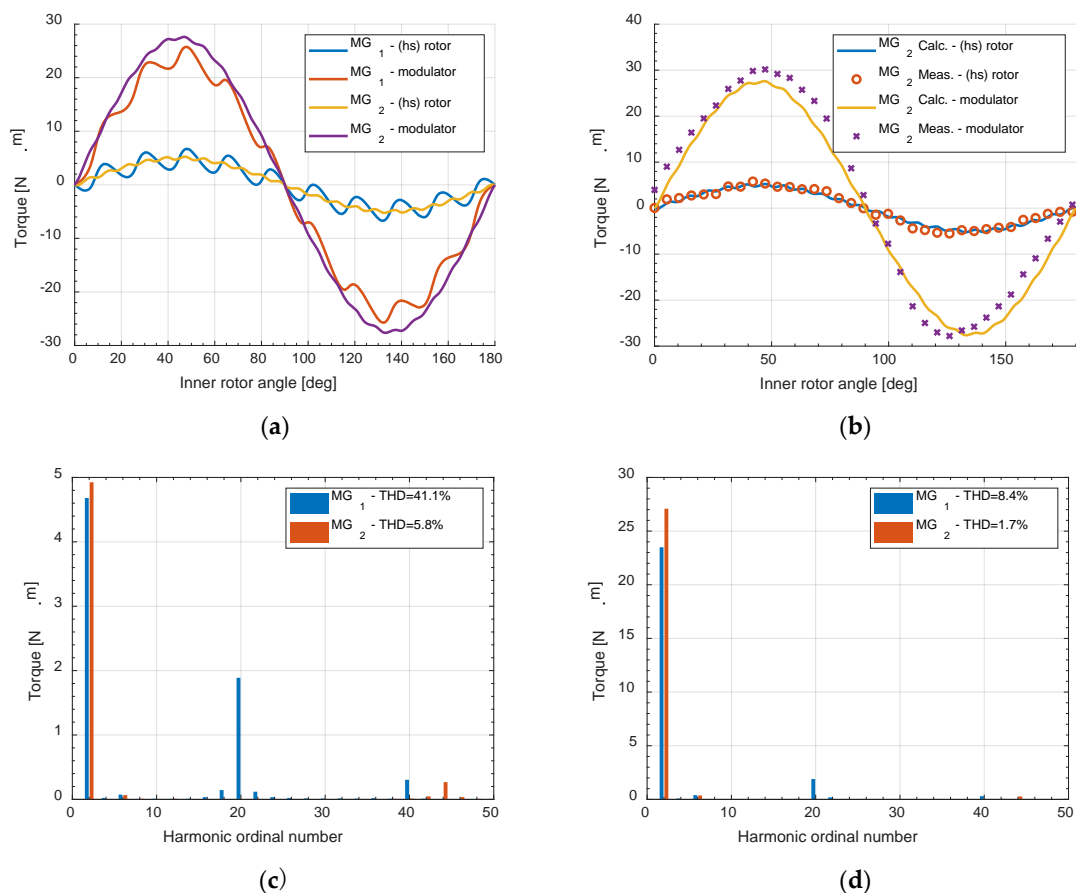 30
20
10
0
-10
-20
-30
0 20 40 60 80 100 120 140 160 180
Torque [N .m]
Inner rotor angle [deg]
MG 1 - (hs) rotor
MG 1 - modulator
MG 2 - (hs) rotor
MG 2 - modulator
(a)
40
30
20
10
0
-10
-20
-30
0 50 100 150
Torque [N .m]
Inner rotor angle [deg]
MG 2 Calc. - (hs) rotor
MG 2 Meas. - (hs) rotor
MG 2 Calc. - modulator
MG 2 Meas. - modulator
(b)
5
4
3
2
1
0
0 10 20 30 40 50
Torque [N .m]
Harmonic ordinal number
MG 1 - THD=41.1%
MG 2 - THD=5.8%
(c)
30
25
20
15
10
5
0
0 10 20 30 40 50
Torque [N .m]
Harmonic ordinal number
MG 1 - THD=8.4%
MG 2 - THD=1.7%
(d)